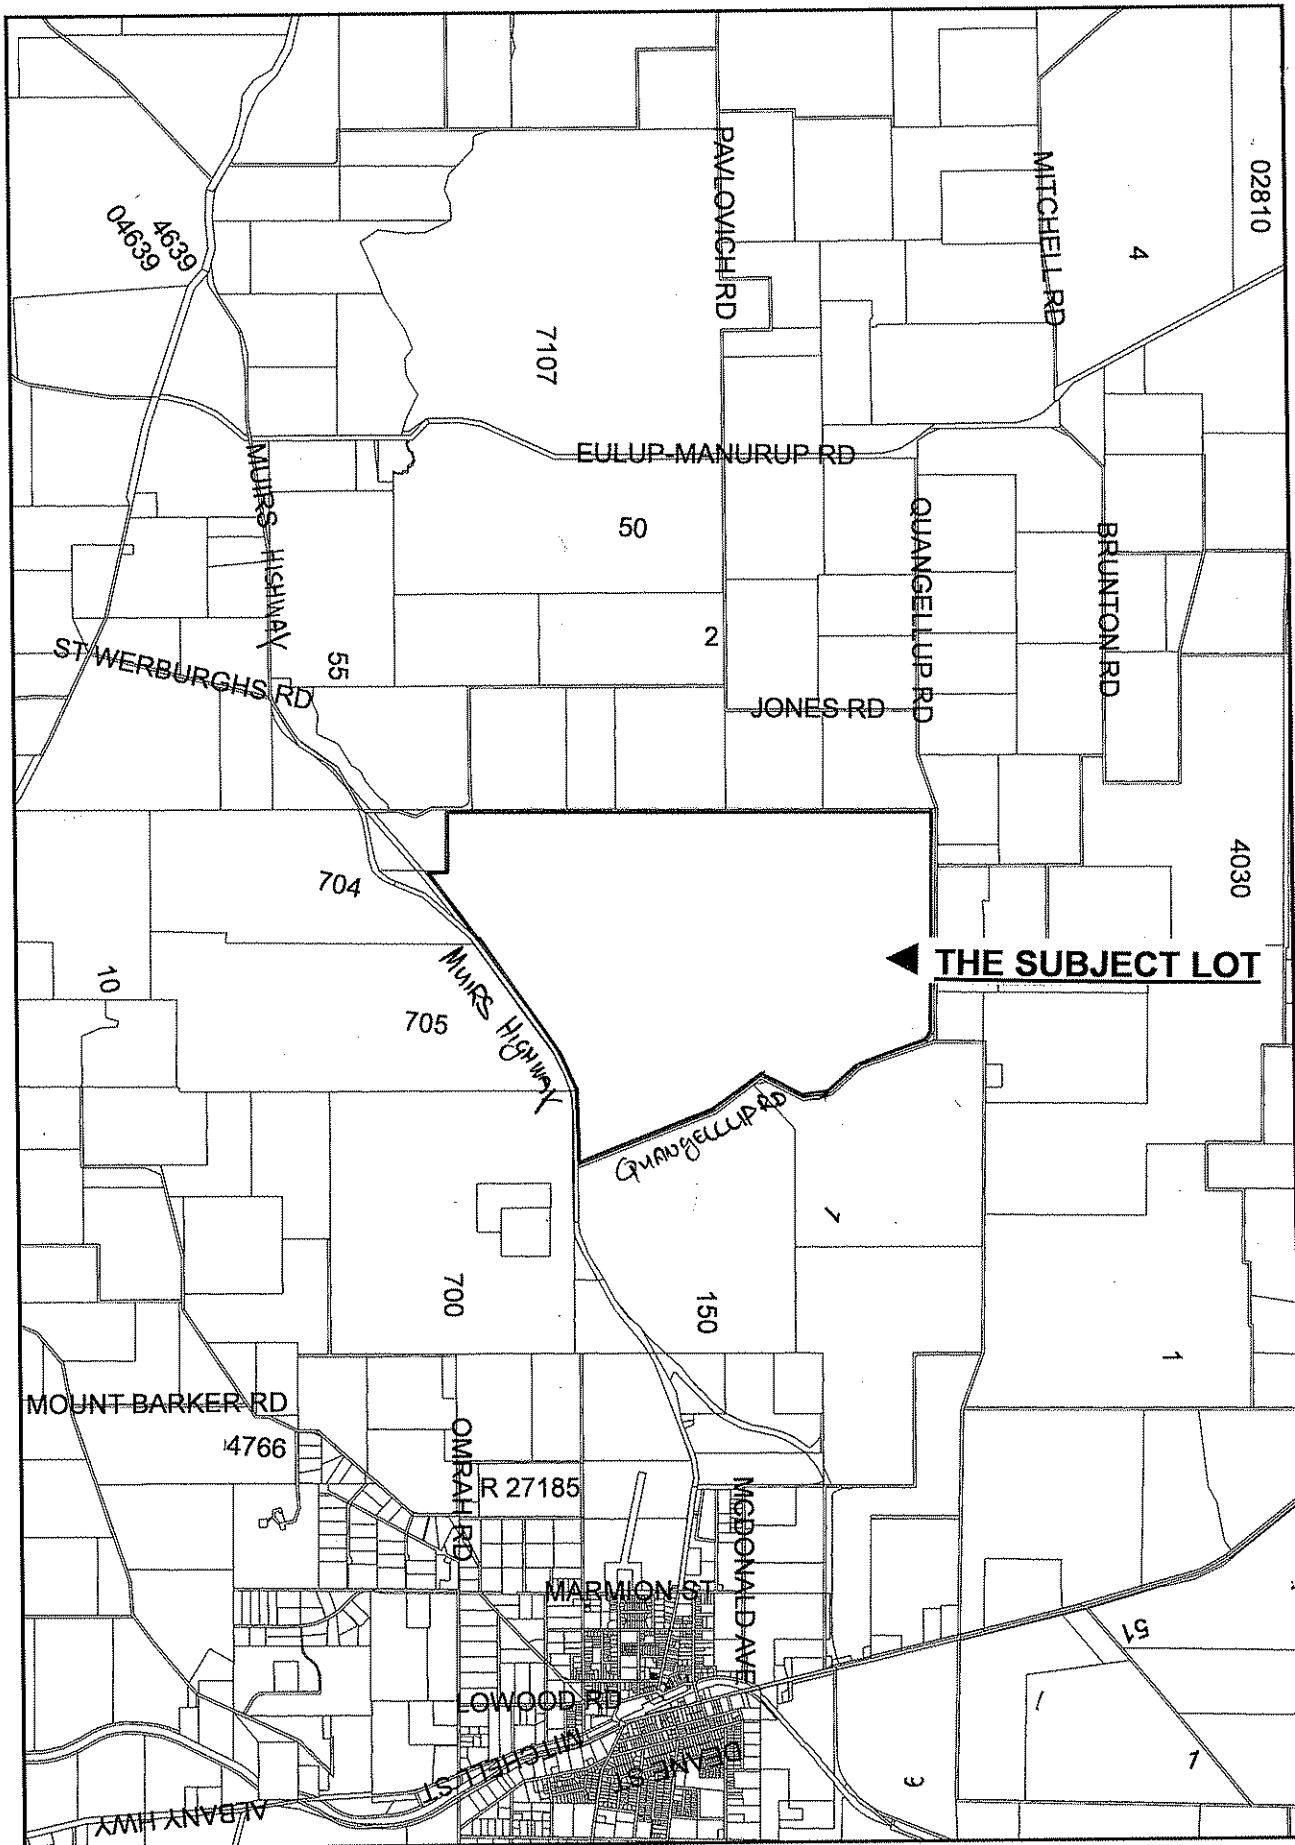 PAVLOVICH RD
MITCHELL RD
02810
4639
04639
4
7107
EULUP-MANURUP RD
MUIRS HIGHWAY
50
QUANGELLUP RD
BRUNTON RD
2
ST WERBURGHS RD
55
JONES RD
704
4030
THE SUBJECT LOT
10
705
MUIRS HIGHWAY
QUANGELLUP RD
1
700
150
1
MOUNT BARKER RD
4766
OMRAH RD
R 27185
MCDONALD AVE
MARMION ST
51
LOWOOD RD
MITCHELL ST
DEANE ST
1
1
9
ALBANY HWY